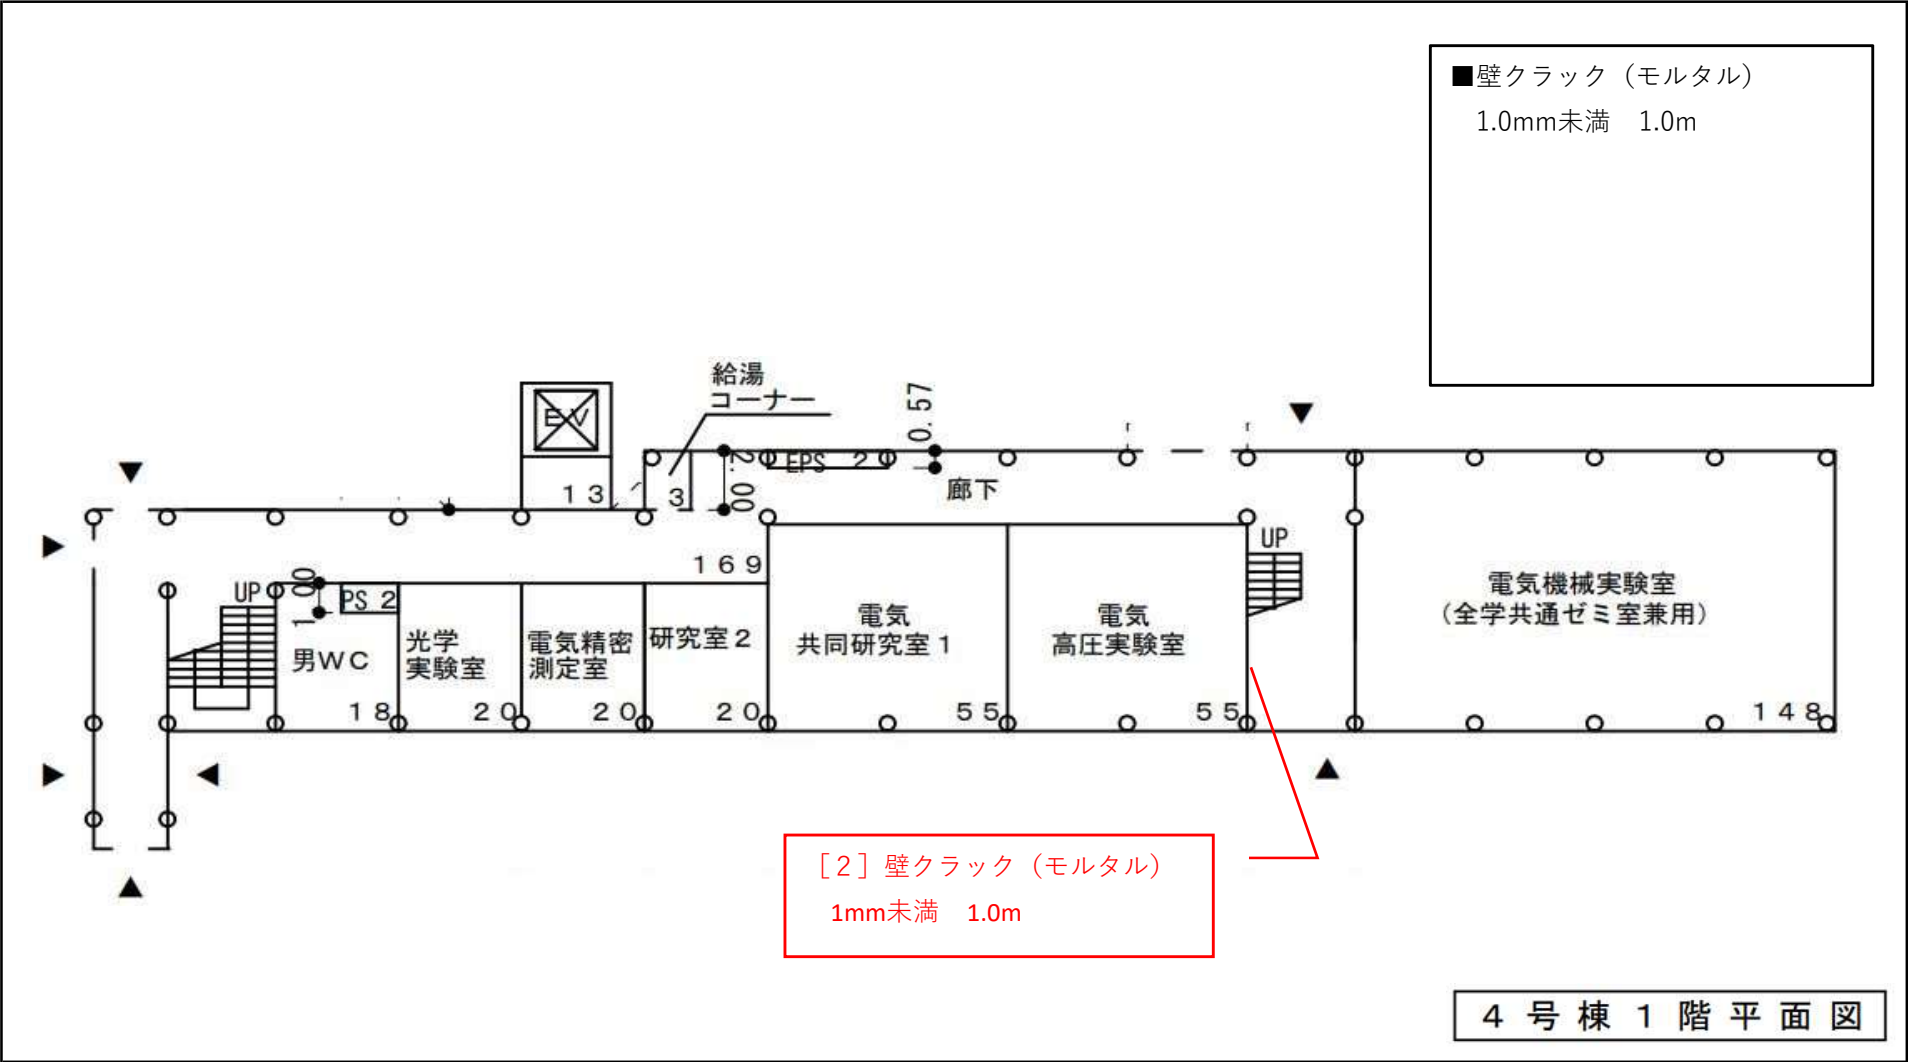 ■壁クラック（モルタル）
1.0mm未満　1.0m
給湯
コーナー
0.57
EV
EPS 2
2.00
13
3
廊下
169
UP
UP
1.00
PS 2
男WC
18
光学
実験室
20
電気精密
測定室
20
研究室2
20
電気
共同研究室1
55
電気
高圧実験室
55
電気機械実験室
（全学共通ゼミ室兼用）
148
［2］壁クラック（モルタル）
1mm未満　1.0m
4号棟1階平面図